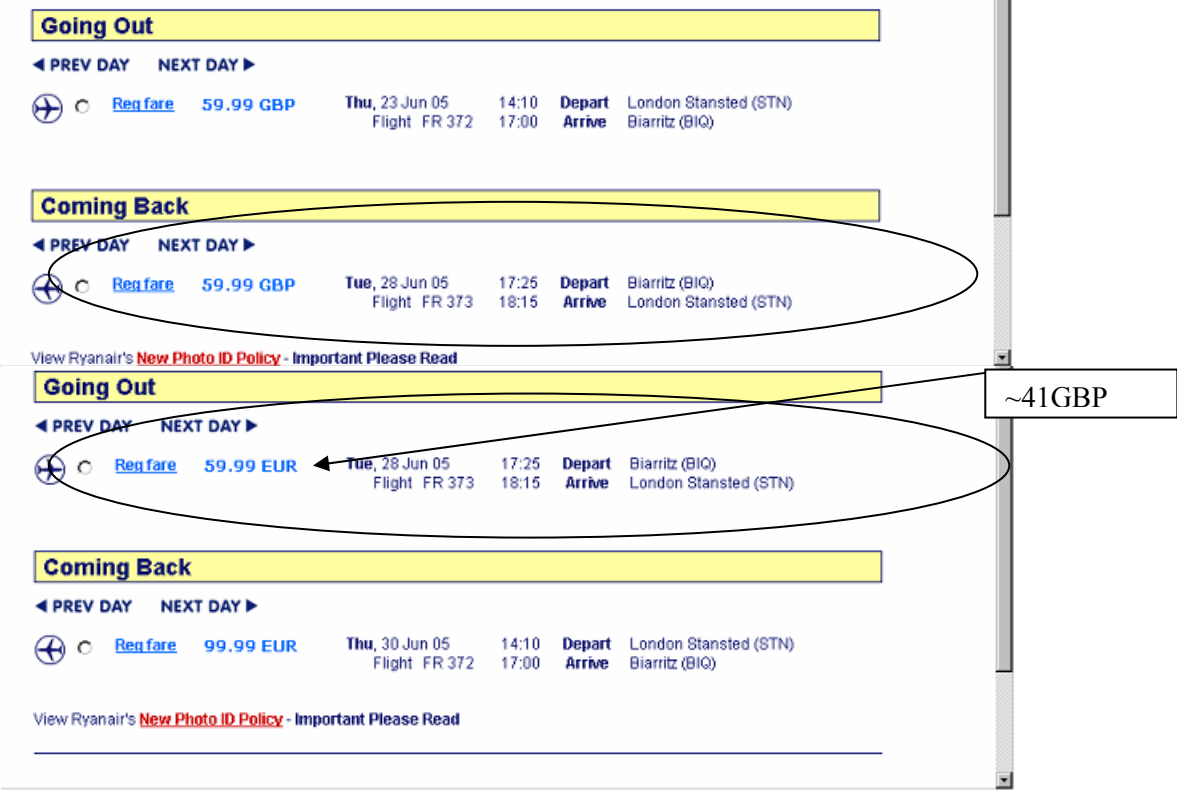 Going Out
◄ PREV DAY NEXT DAY ►
Reg fare 59.99 GBP Thu, 23 Jun 05 14:10 Depart London Stansted (STN)
Flight FR 372 17:00 Arrive Biarritz (BIQ)
Coming Back
◄ PREV DAY NEXT DAY ►
Reg fare 59.99 GBP Tue, 28 Jun 05 17:25 Depart Biarritz (BIQ)
Flight FR 373 18:15 Arrive London Stansted (STN)
View Ryanair's New Photo ID Policy - Important Please Read
Going Out
~41GBP
◄ PREV DAY NEXT DAY ►
Reg fare 59.99 EUR Tue, 28 Jun 05 17:25 Depart Biarritz (BIQ)
Flight FR 373 18:15 Arrive London Stansted (STN)
Coming Back
◄ PREV DAY NEXT DAY ►
Reg fare 99.99 EUR Thu, 30 Jun 05 14:10 Depart London Stansted (STN)
Flight FR 372 17:00 Arrive Biarritz (BIQ)
View Ryanair's New Photo ID Policy - Important Please Read